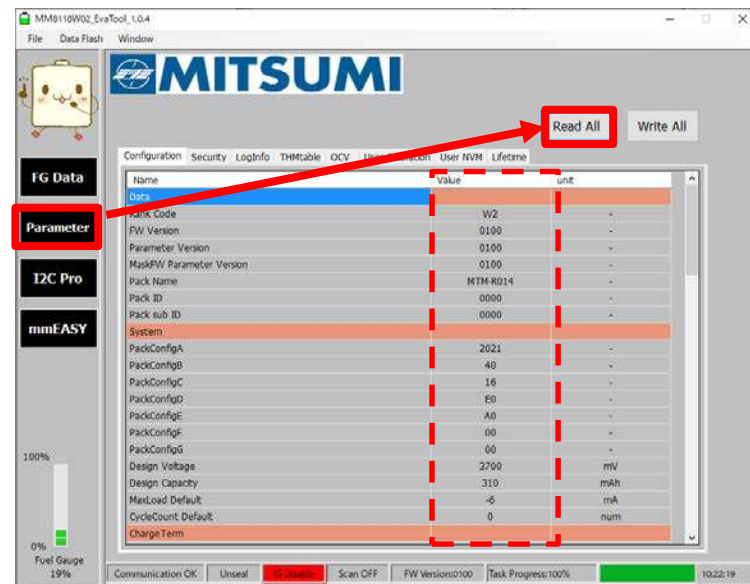 MM8118W02_EvaTool_1.0.4
File Data Flash Window
MITSUMI
Read All Write All
Configuration Security LogInfo THMtable OCV User NVM Lifetime
FG Data
Parameter
I2C Pro
mmEASY
Name Value unit
Data
Rank Code W2 -
FW Version 0100 -
Parameter Version 0100 -
MaskFW Parameter Version 0100 -
Pack Name MTM-R014 -
Pack ID 0000 -
Pack sub ID 0000 -
System
PackConfigA 2021 -
PackConfigB 40 -
PackConfigC 16 -
PackConfigD E0 -
PackConfigE A0 -
PackConfigF 00 -
PackConfigG 00 -
Design Voltage 3700 mV
Design Capacity 310 mAh
MaxLoad Default -6 mA
CycleCount Default 0 num
ChargeTerm
100%
0%
Fuel Gauge
19%
Communication OK Unseal Scan OFF FW Version:0100 Task Progress:100% 10:22:19